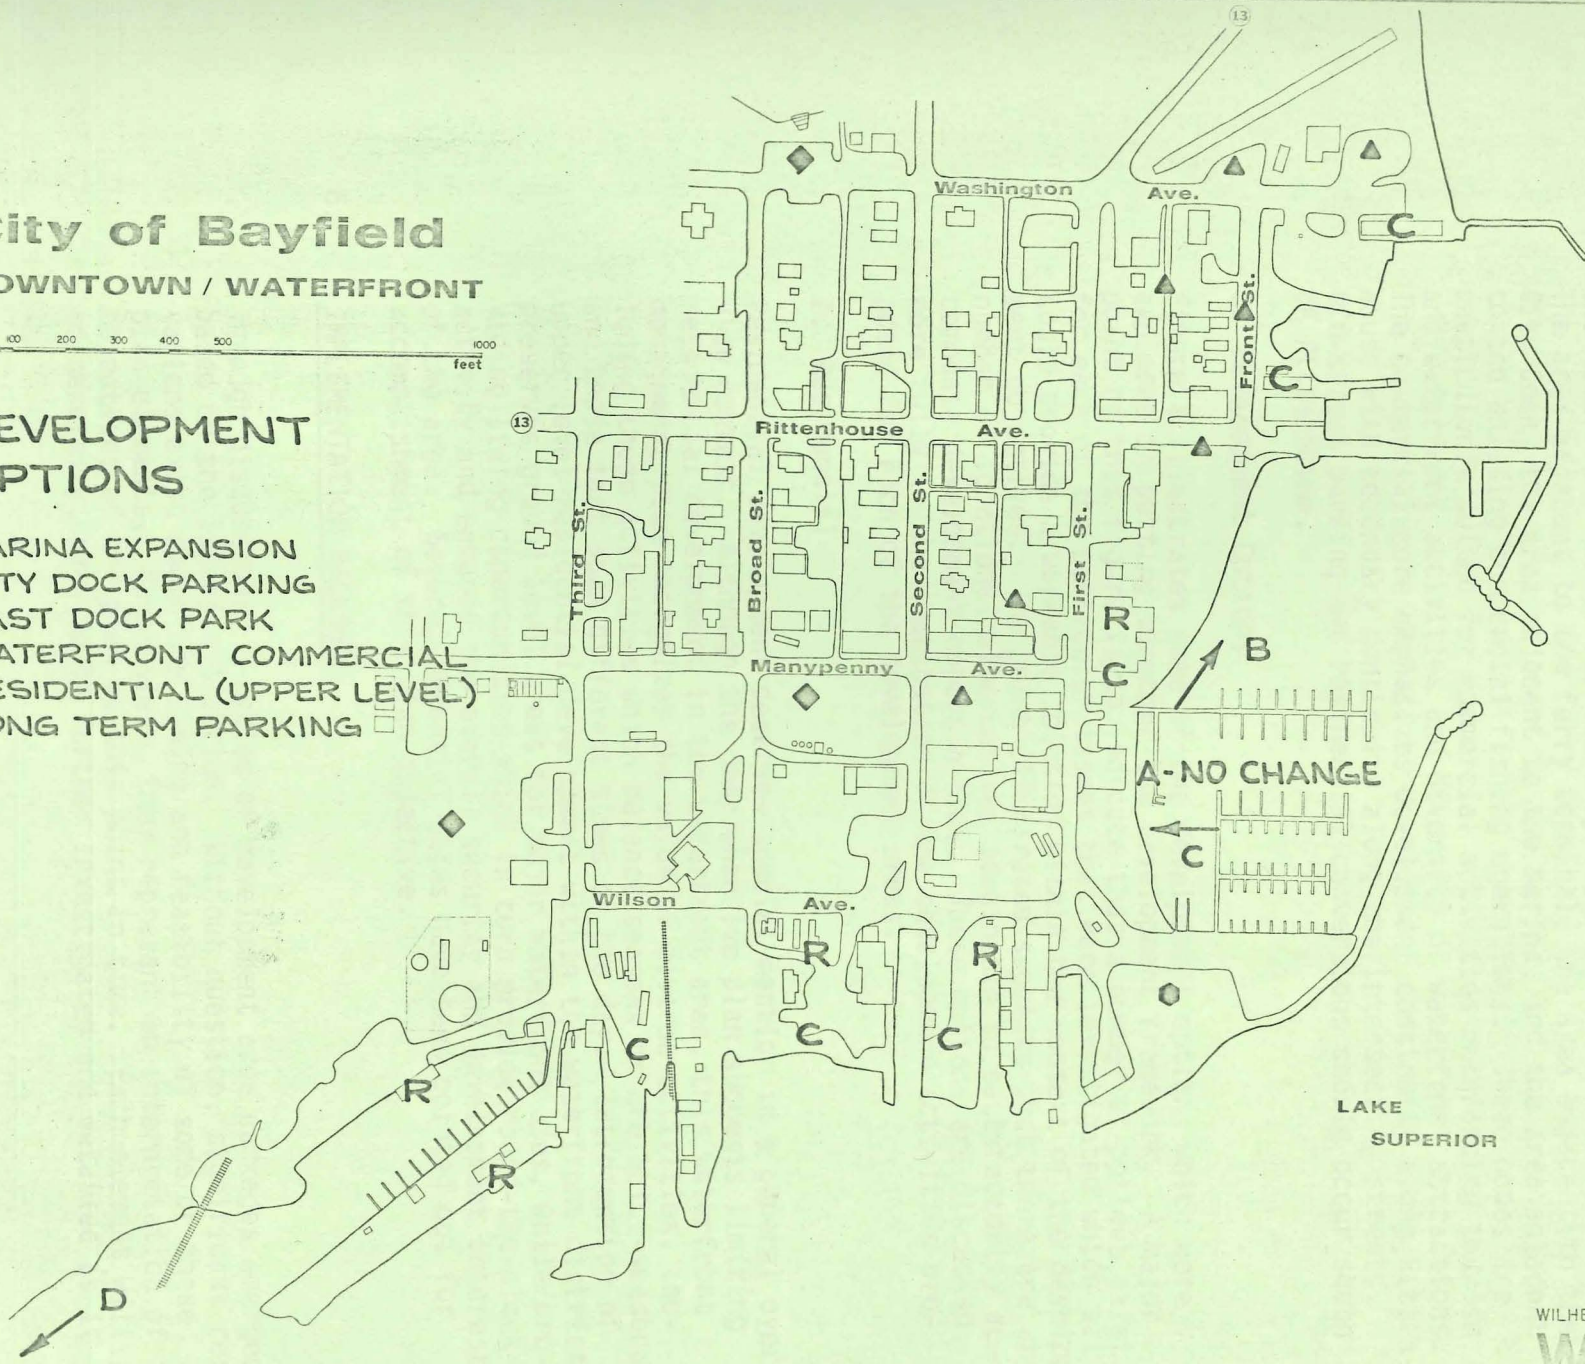 ity of Bayfield
OWNTOWN / WATERFRONT
100 200 300 400 500 1000
feet
EVELOPMENT
PTIONS
ARINA EXPANSION
TY DOCK PARKING
AST DOCK PARK
ATERFRONT COMMERCIAL
ESIDENTIAL (UPPER LEVEL)
ONG TERM PARKING
13
Washington Ave.
C
Front St.
C
13
Rittenhouse Ave.
Third St.
Broad St.
Second St.
First St.
R
C
B
Manypenny Ave.
A-NO CHANGE
C
Wilson Ave.
R
R
C
C
C
R
R
D
LAKE
SUPERIOR
WILHE